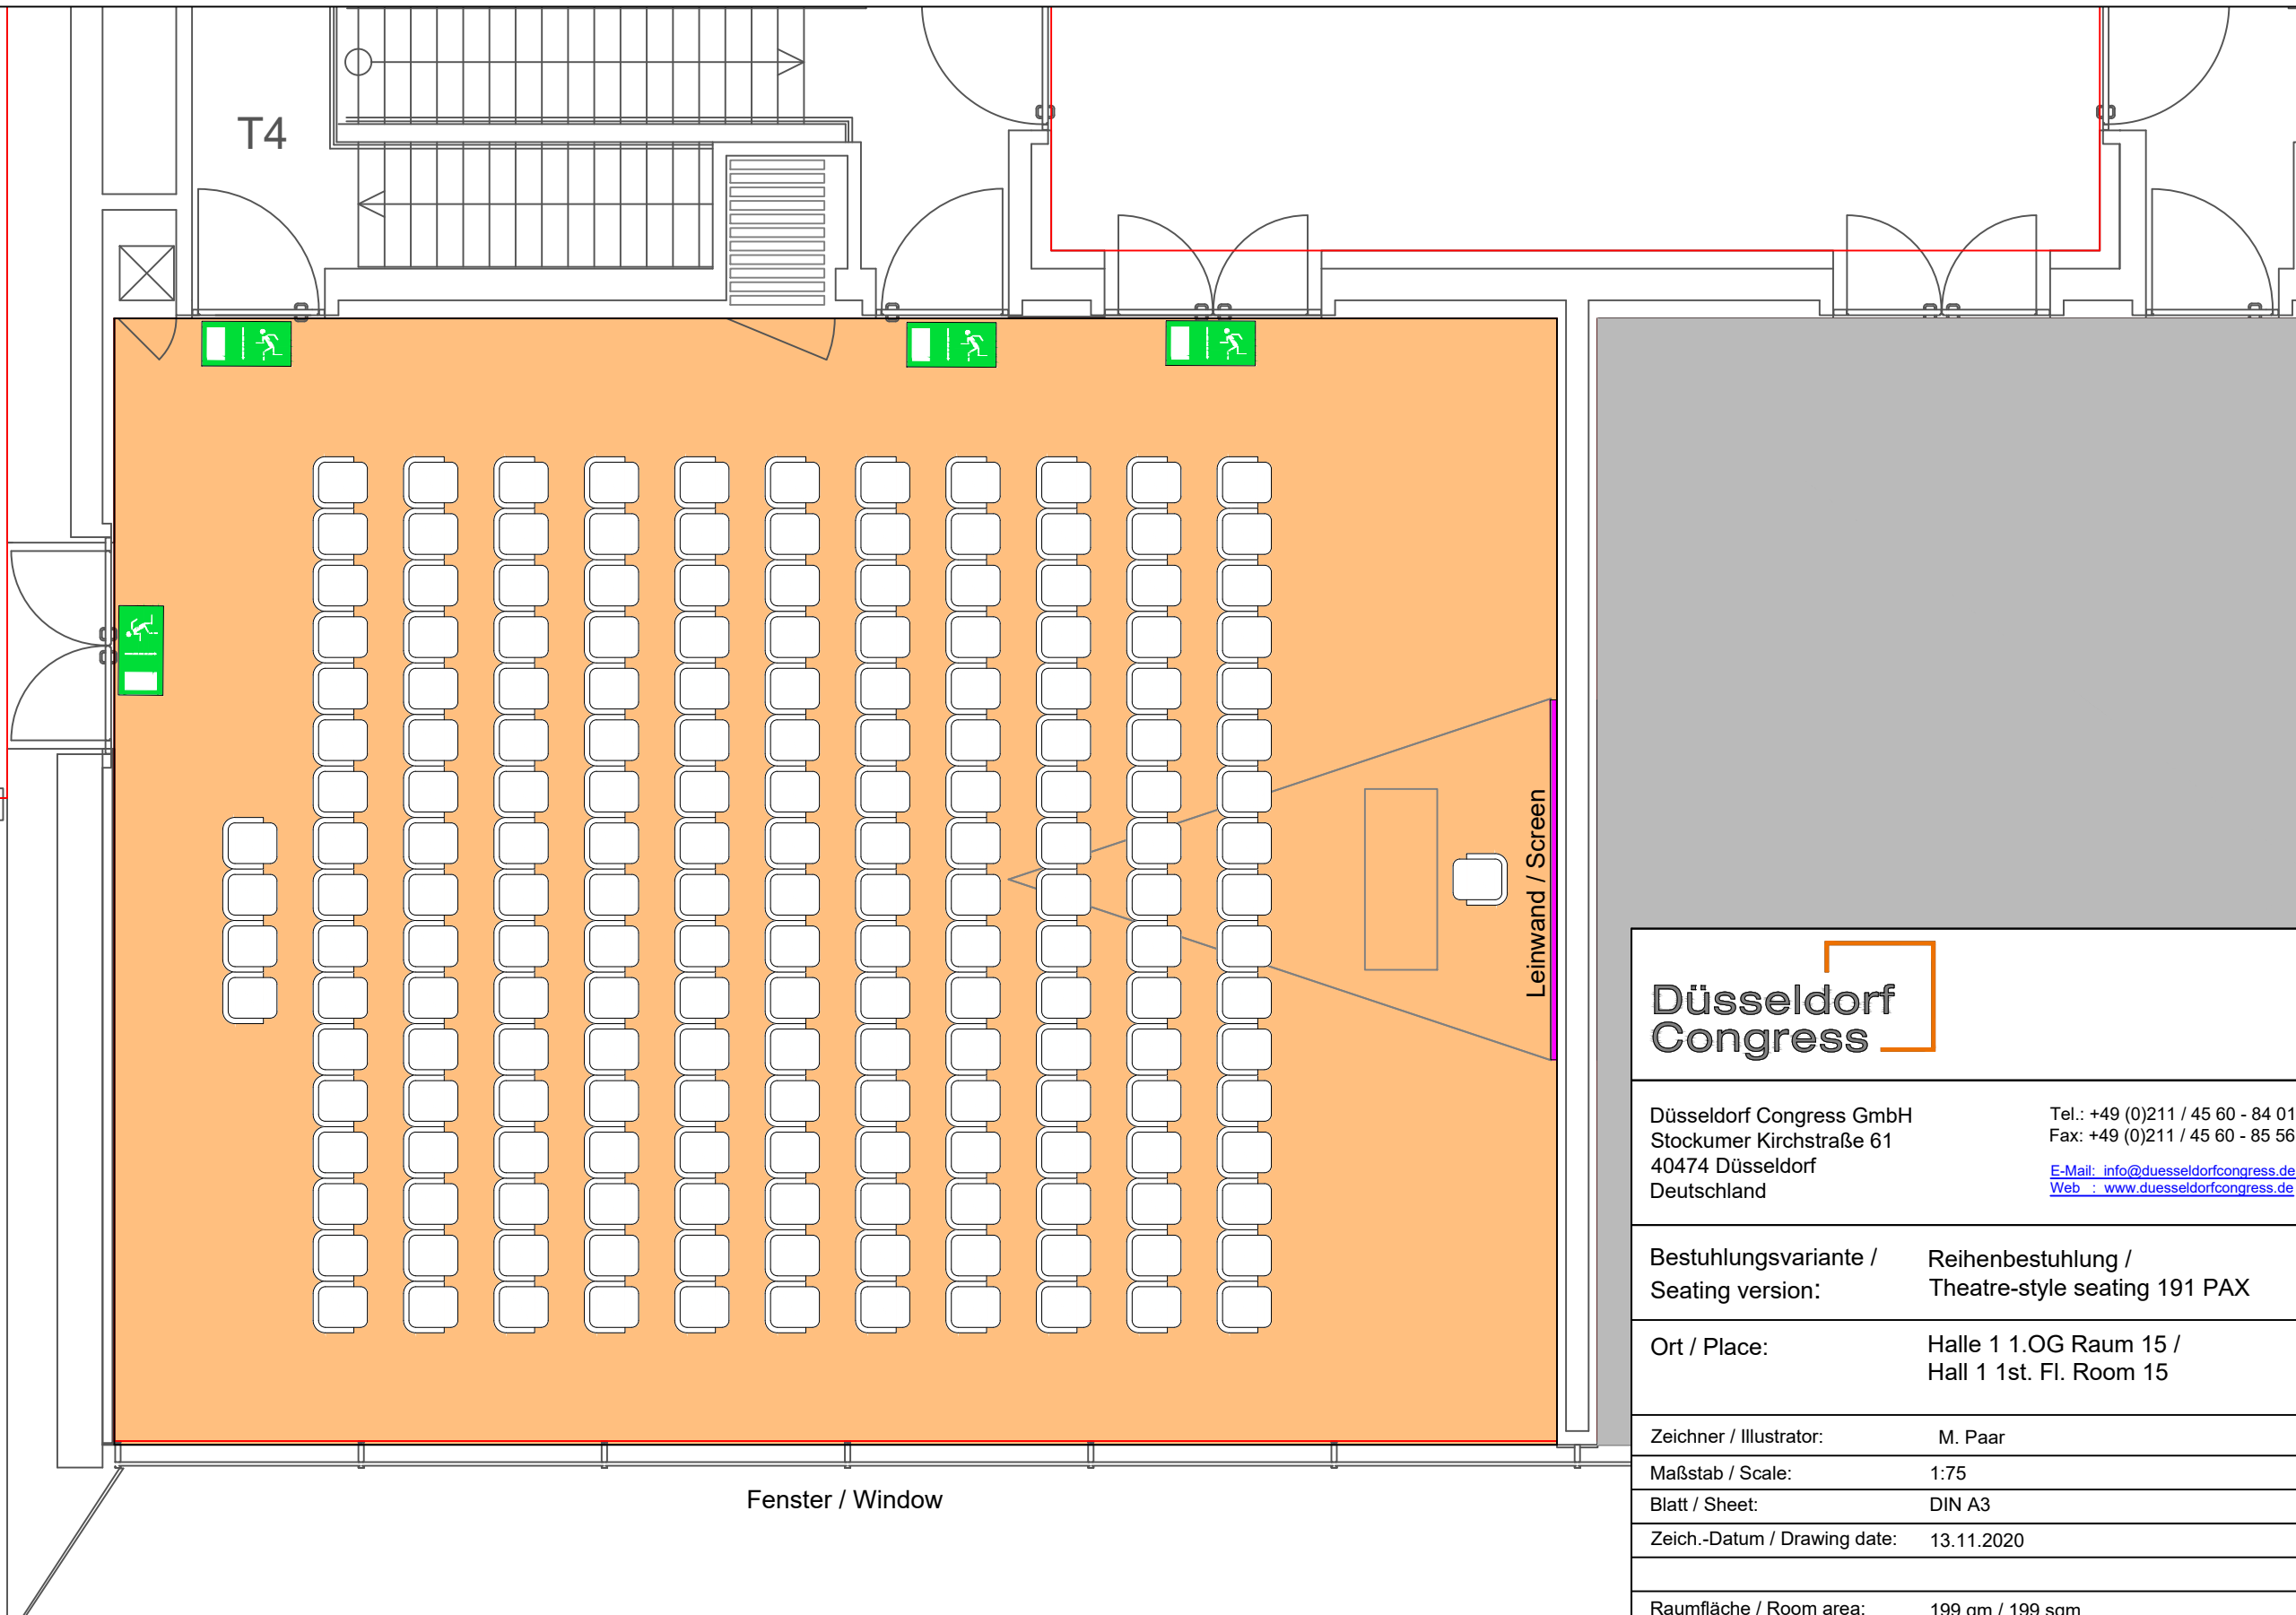 T4
Leinwand / Screen
Fenster / Window
Düsseldorf
Congress
Düsseldorf Congress GmbH
Stockumer Kirchstraße 61
40474 Düsseldorf
Deutschland
Tel.: +49 (0)211 / 45 60 - 84 01
Fax: +49 (0)211 / 45 60 - 85 56
E-Mail: info@duesseldorfcongress.de
Web : www.duesseldorfcongress.de
Bestuhlungsvariante /
Seating version:
Reihenbestuhlung /
Theatre-style seating 191 PAX
Ort / Place:
Halle 1 1.OG Raum 15 /
Hall 1 1st. Fl. Room 15
Zeichner / Illustrator: M. Paar
Maßstab / Scale: 1:75
Blatt / Sheet: DIN A3
Zeich.-Datum / Drawing date: 13.11.2020
Raumfläche / Room area: 199 qm / 199 sqm